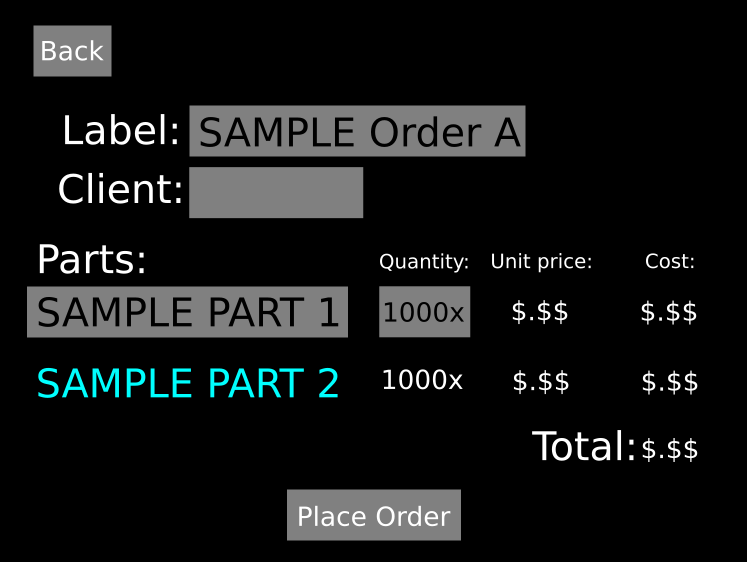 Back
Label: SAMPLE Order A
Client:
Parts: Quantity: Unit price: Cost:
SAMPLE PART 1 1000x $.$$ $.$$
SAMPLE PART 2 1000x $.$$ $.$$
Total: $.$$
Place Order